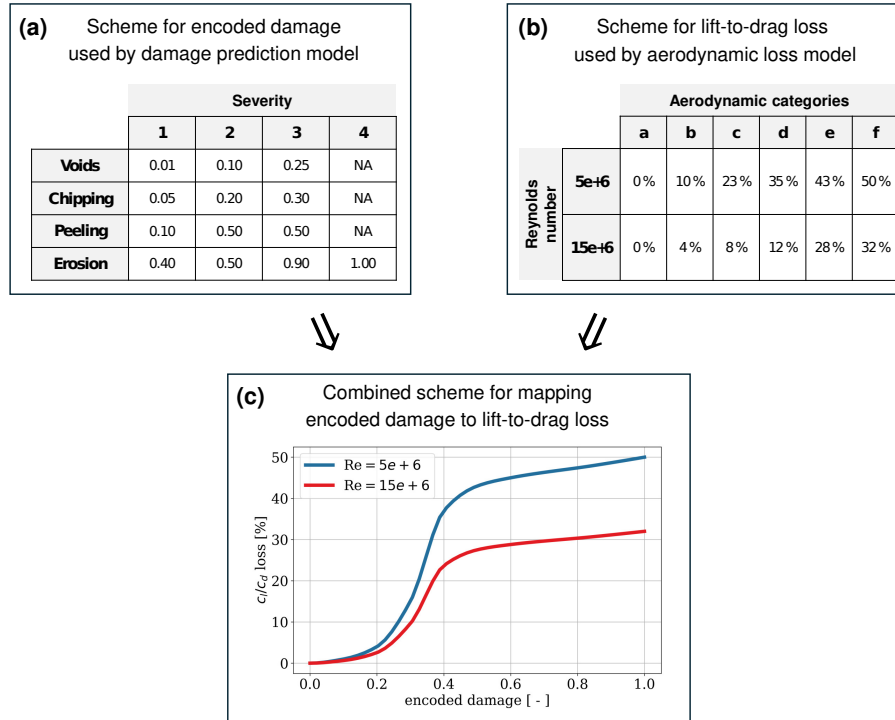 (a) Scheme for encoded damage
used by damage prediction model
Severity
1 2 3 4
Voids 0.01 0.10 0.25 NA
Chipping 0.05 0.20 0.30 NA
Peeling 0.10 0.50 0.50 NA
Erosion 0.40 0.50 0.90 1.00
(b) Scheme for lift-to-drag loss
used by aerodynamic loss model
Aerodynamic categories
a b c d e f
Reynolds
number
5e+6 0 % 10 % 23 % 35 % 43 % 50 %
15e+6 0 % 4 % 8 % 12 % 28 % 32 %
⇓ ⇓
(c) Combined scheme for mapping
encoded damage to lift-to-drag loss
c_l/c_d loss [%]
50
40
30
20
10
0
Re = 5e + 6
Re = 15e + 6
0.0 0.2 0.4 0.6 0.8 1.0
encoded damage [ - ]